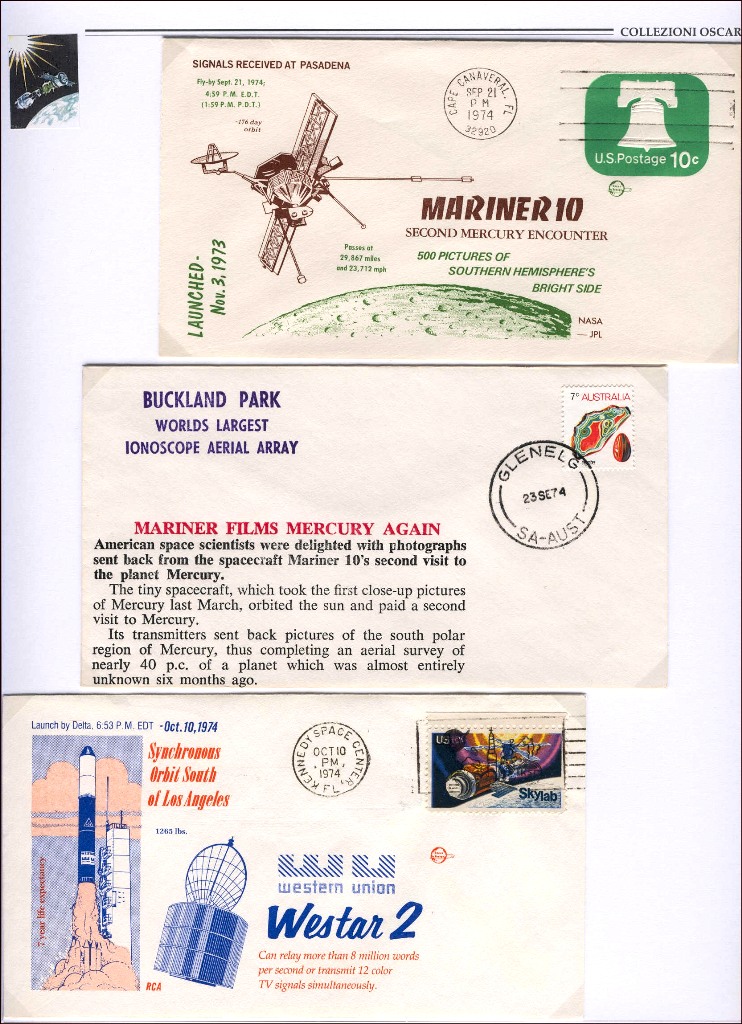 COLLEZIONI OSCAR
SIGNALS RECEIVED AT PASADENA
Fly-by Sept. 21, 1974;
4:59 P.M. E.D.T.
(1:59 P.M. P.D.T.)
-176 day
orbit
CAPE CANAVERAL, FL
SEP 21
PM
1974
32920
U.S. Postage 10c
MARINER 10
SECOND MERCURY ENCOUNTER
LAUNCHED-
Nov. 3, 1973
Passes at
29,867 miles
and 23,712 mph
500 PICTURES OF
SOUTHERN HEMISPHERE'S
BRIGHT SIDE
NASA
— JPL
BUCKLAND PARK
WORLDS LARGEST
IONOSCOPE AERIAL ARRAY
7c AUSTRALIA
GLENELG
23 SE 74
SA-AUST
MARINER FILMS MERCURY AGAIN
American space scientists were delighted with photographs
sent back from the spacecraft Mariner 10's second visit to
the planet Mercury.
The tiny spacecraft, which took the first close-up pictures
of Mercury last March, orbited the sun and paid a second
visit to Mercury.
Its transmitters sent back pictures of the south polar
region of Mercury, thus completing an aerial survey of
nearly 40 p.c. of a planet which was almost entirely
unknown six months ago.
Launch by Delta. 6:53 P.M. EDT -Oct. 10, 1974
Synchronous
Orbit South
of Los Angeles
1265 lbs.
7 year life expectancy
RCA
KENNEDY SPACE CENTER, FL
OCT 10
PM
1974
US
Skylab
western union
Westar 2
Can relay more than 8 million words
per second or transmit 12 color
TV signals simultaneously.